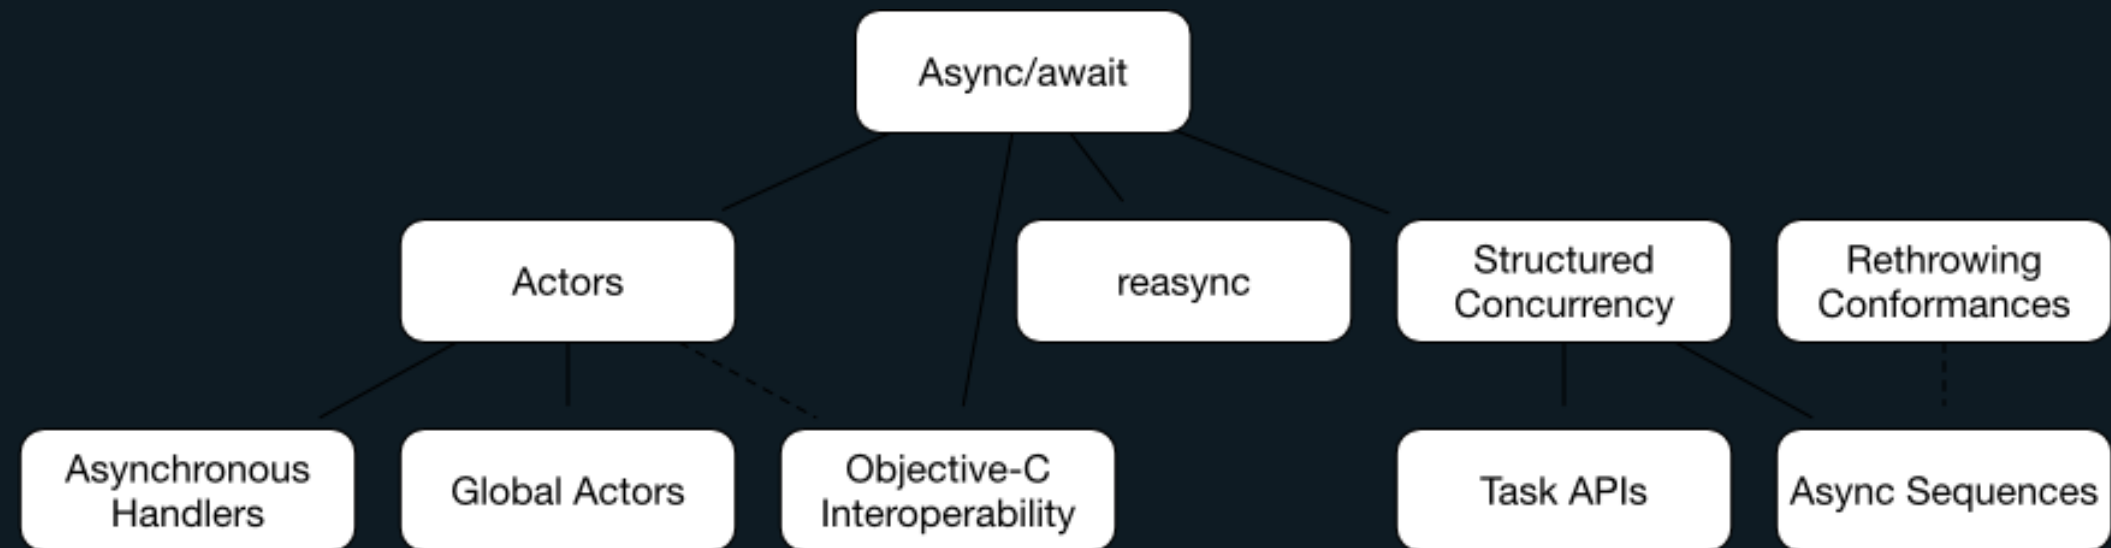 Async/await
Actors
reasync
Structured
Concurrency
Rethrowing
Conformances
Asynchronous
Handlers
Global Actors
Objective-C
Interoperability
Task APIs
Async Sequences